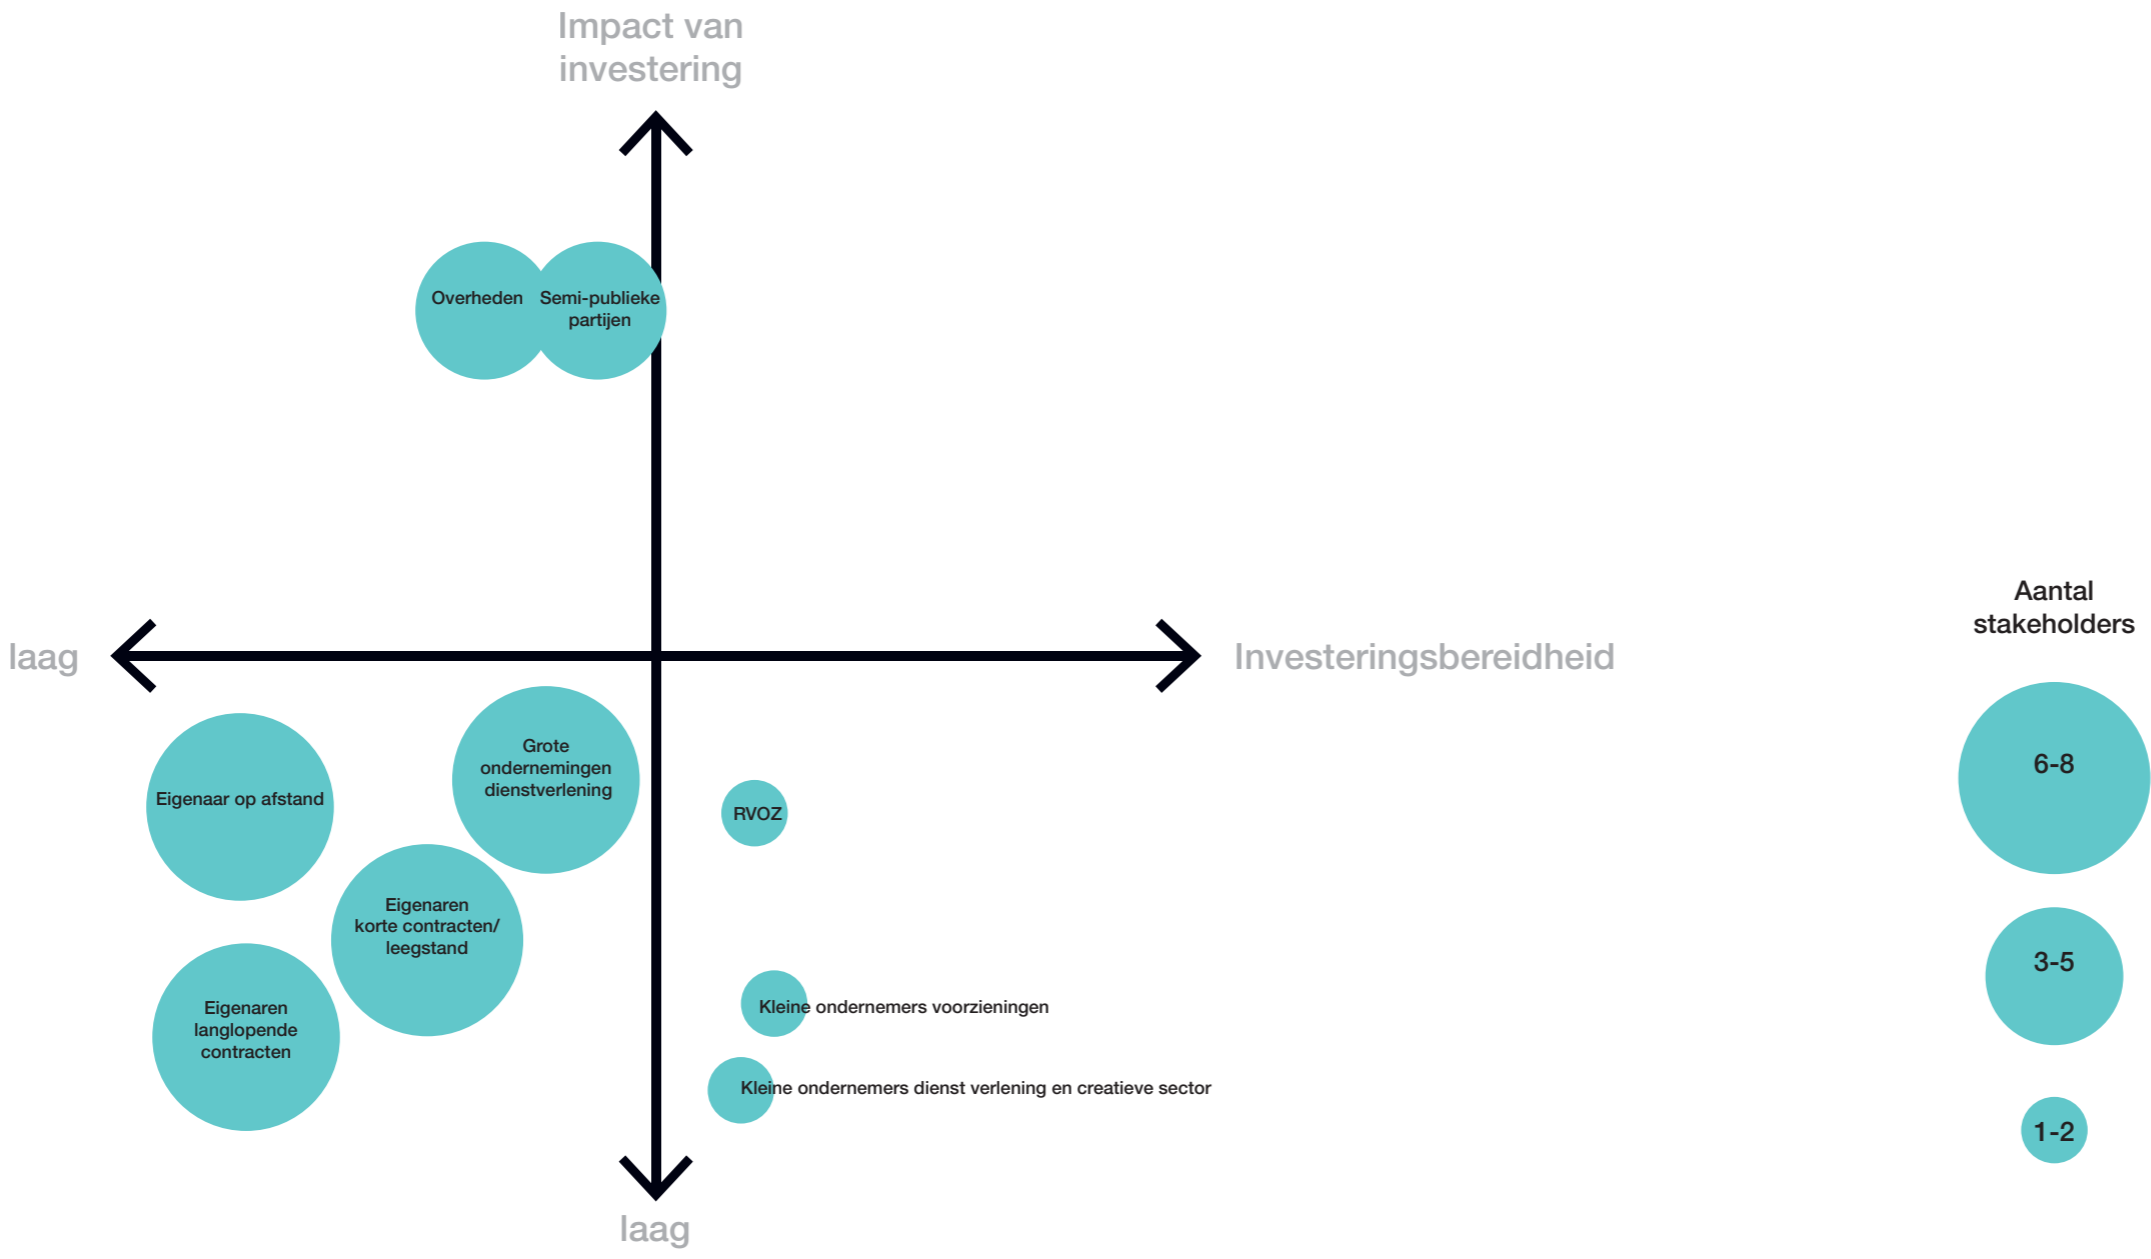 Impact van
investering
Overheden
Semi-publieke
partijen
laag
Investeringsbereidheid
Aantal
stakeholders
Grote
ondernemingen
dienstverlening
6-8
Eigenaar op afstand
RVOZ
Eigenaren
korte contracten/
leegstand
3-5
Eigenaren
langlopende
contracten
Kleine ondernemers voorzieningen
Kleine ondernemers dienst verlening en creatieve sector
1-2
laag